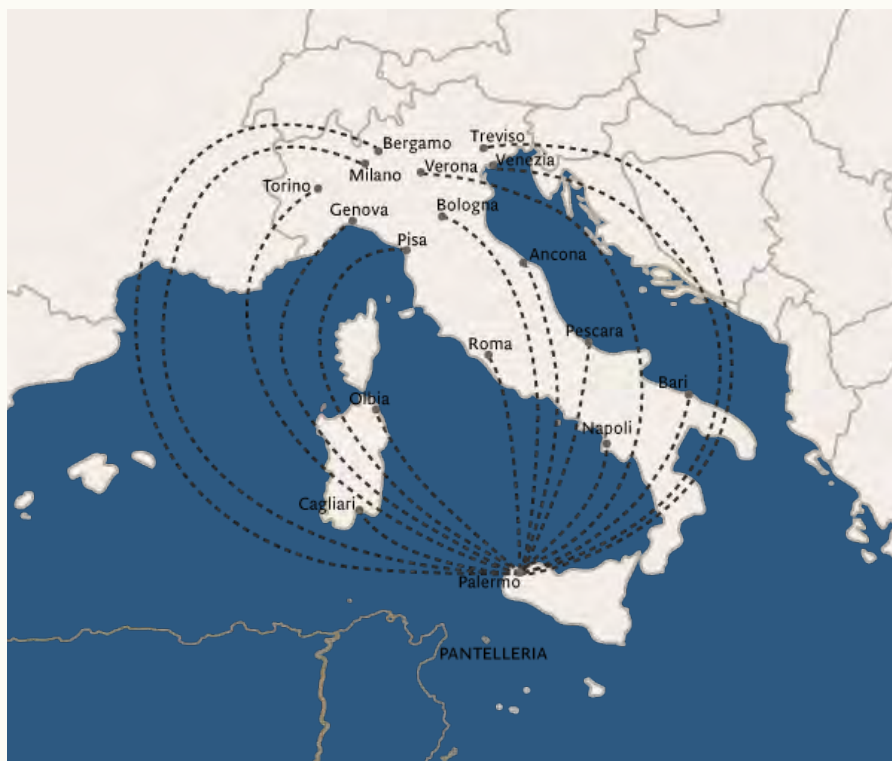 Bergamo
Treviso
Milano
Verona
Venezia
Torino
Genova
Bologna
Pisa
Ancona
Pescara
Roma
Bari
Olbia
Napoli
Cagliari
Palermo
PANTELLERIA